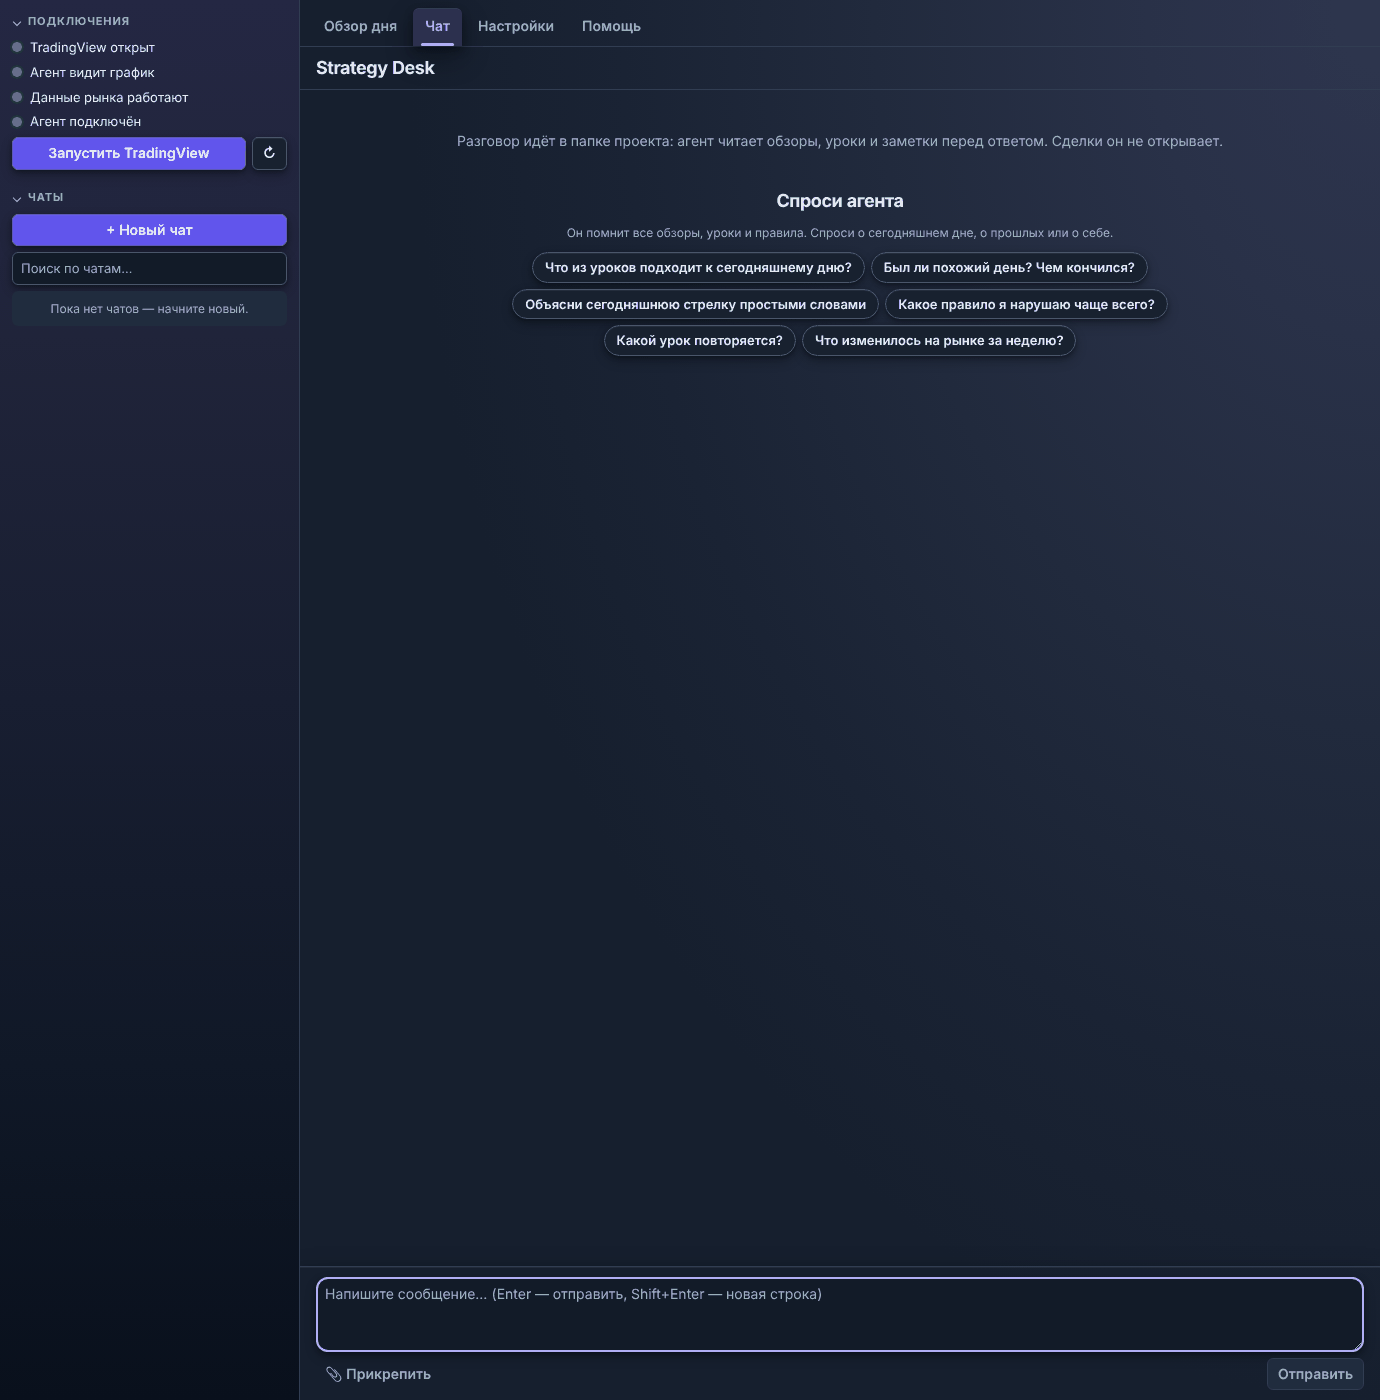 ПОДКЛЮЧЕНИЯ
TradingView открыт
Агент видит график
Данные рынка работают
Агент подключён
Запустить TradingView
ЧАТЫ
+ Новый чат
Поиск по чатам...
Пока нет чатов — начните новый.
Обзор дня
Чат
Настройки
Помощь
Strategy Desk
Разговор идёт в папке проекта: агент читает обзоры, уроки и заметки перед ответом. Сделки он не открывает.
Спроси агента
Он помнит все обзоры, уроки и правила. Спроси о сегодняшнем дне, о прошлых или о себе.
Что из уроков подходит к сегодняшнему дню?
Был ли похожий день? Чем кончился?
Объясни сегодняшнюю стрелку простыми словами
Какое правило я нарушаю чаще всего?
Какой урок повторяется?
Что изменилось на рынке за неделю?
Напишите сообщение... (Enter — отправить, Shift+Enter — новая строка)
Прикрепить
Отправить